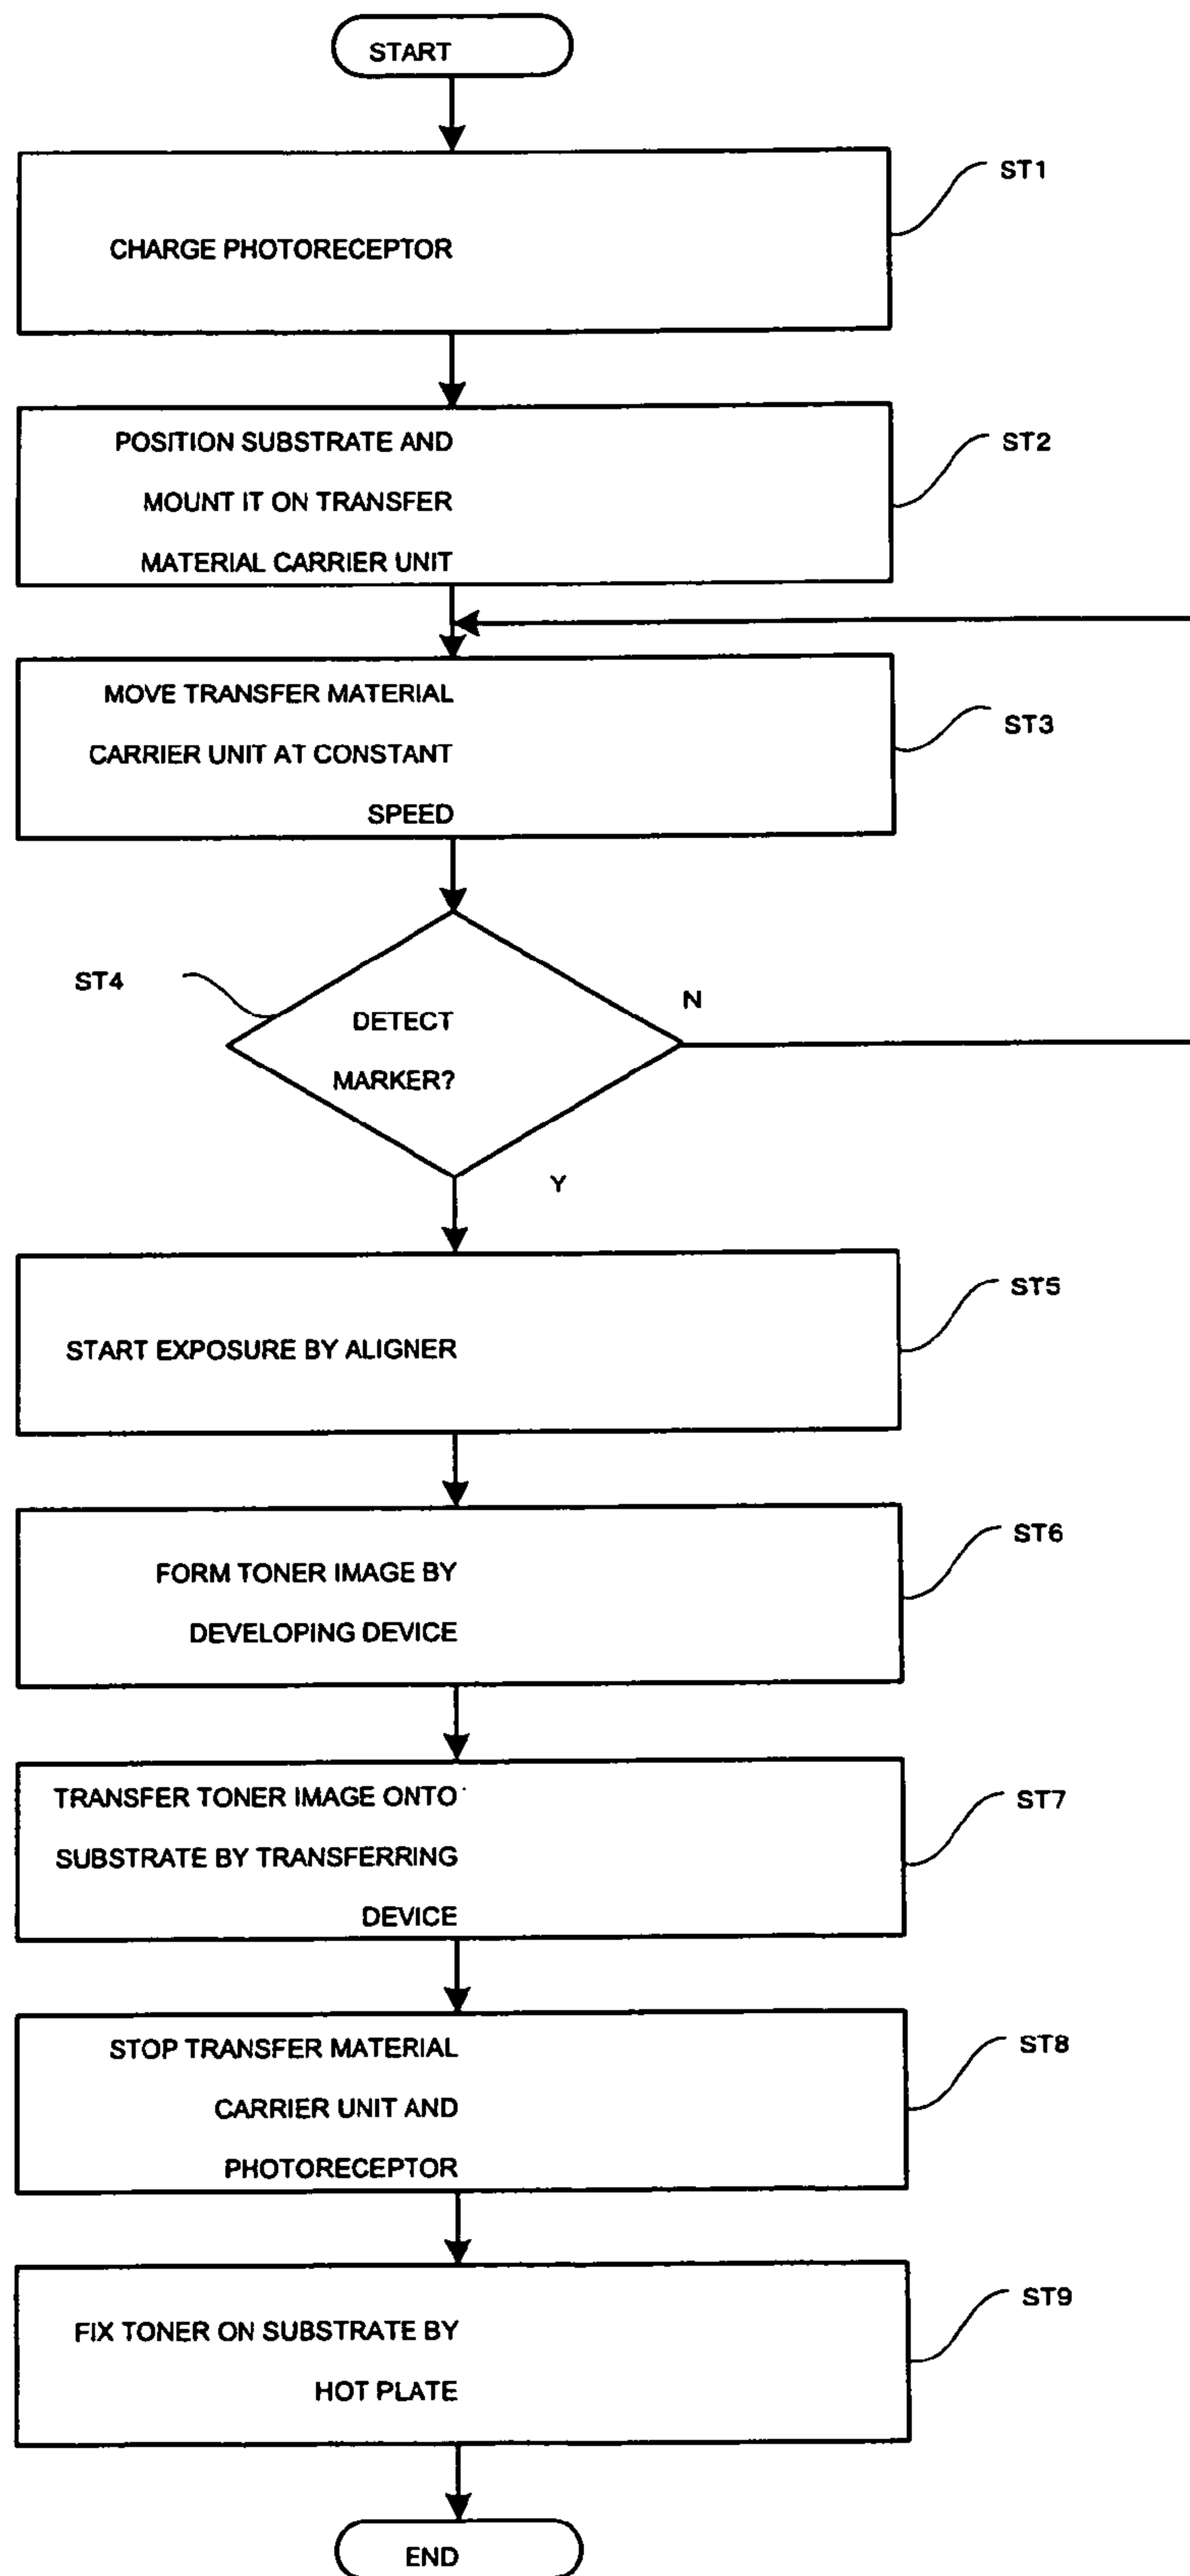 START
ST1
CHARGE PHOTORECEPTOR
POSITION SUBSTRATE AND
MOUNT IT ON TRANSFER
MATERIAL CARRIER UNIT
ST2
MOVE TRANSFER MATERIAL
CARRIER UNIT AT CONSTANT
SPEED
ST3
ST4
DETECT
MARKER?
N
Y
ST5
START EXPOSURE BY ALIGNER
ST6
FORM TONER IMAGE BY
DEVELOPING DEVICE
TRANSFER TONER IMAGE ONTO
SUBSTRATE BY TRANSFERRING
DEVICE
ST7
STOP TRANSFER MATERIAL
CARRIER UNIT AND
PHOTORECEPTOR
ST8
ST9
FIX TONER ON SUBSTRATE BY
HOT PLATE
END